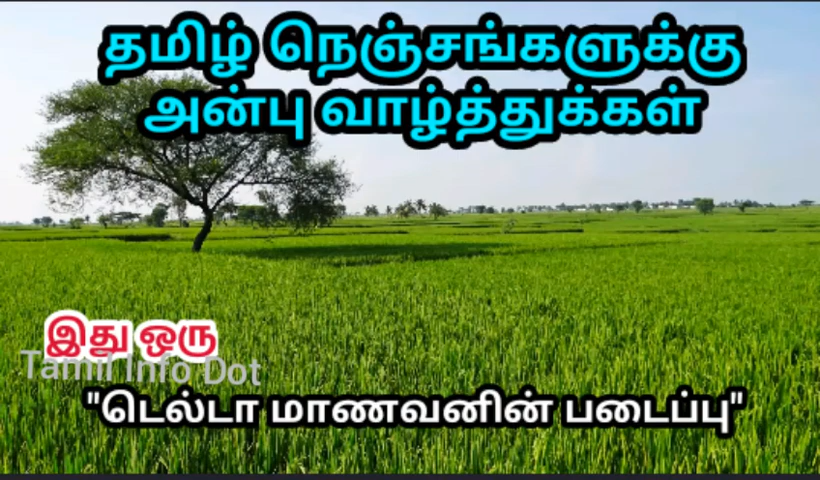 தமிழ் நெஞ்சங்களுக்கு
அன்பு வாழ்த்துக்கள்
இது ஒரு
Tamil Info Dot
"டெல்டா மாணவனின் படைப்பு"